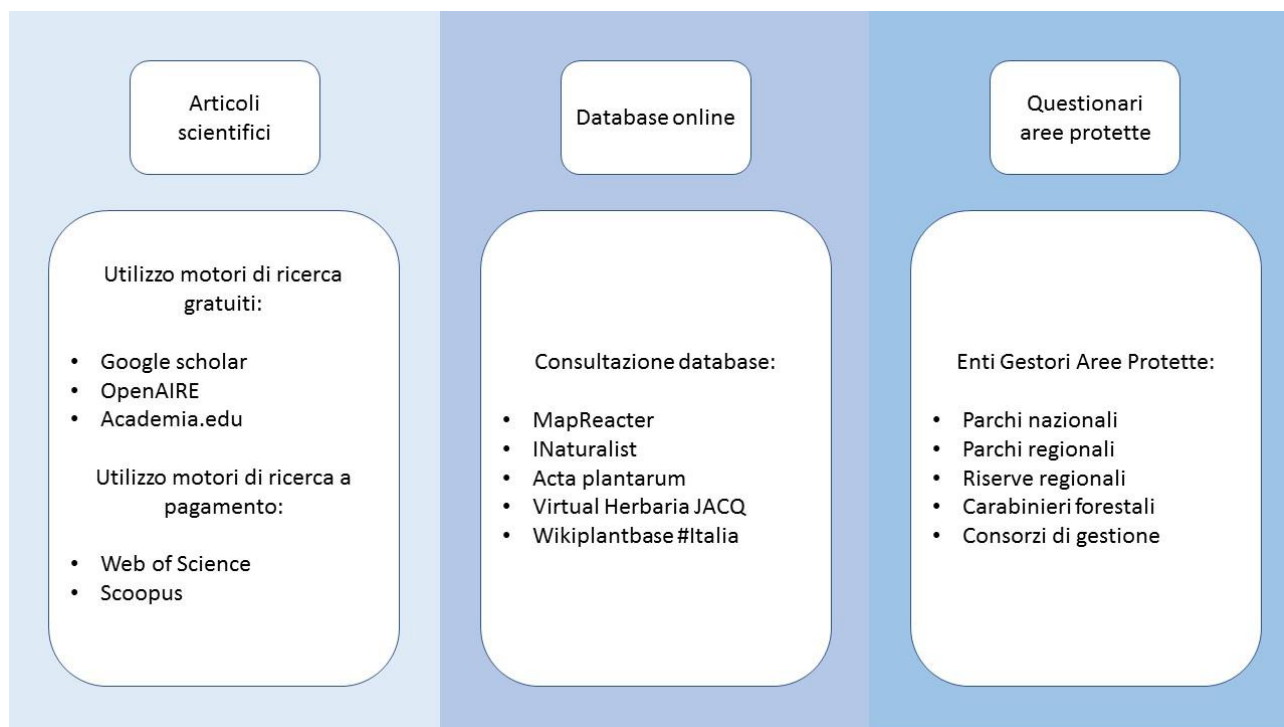 Articoli
scientifici
Utilizzo motori di ricerca
gratuiti:
• Google scholar
• OpenAIRE
• Academia.edu
Utilizzo motori di ricerca a
pagamento:
• Web of Science
• Scoopus
Database online
Consultazione database:
• MapReacter
• INaturalist
• Acta plantarum
• Virtual Herbaria JACQ
• Wikiplantbase #Italia
Questionari
aree protette
Enti Gestori Aree Protette:
• Parchi nazionali
• Parchi regionali
• Riserve regionali
• Carabinieri forestali
• Consorzi di gestione